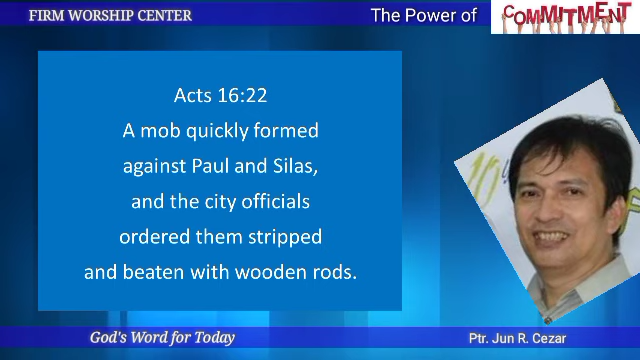 FIRM WORSHIP CENTER
The Power of
COMMITMENT
Acts 16:22
A mob quickly formed
against Paul and Silas,
and the city officials
ordered them stripped
and beaten with wooden rods.
God's Word for Today
Ptr. Jun R. Cezar